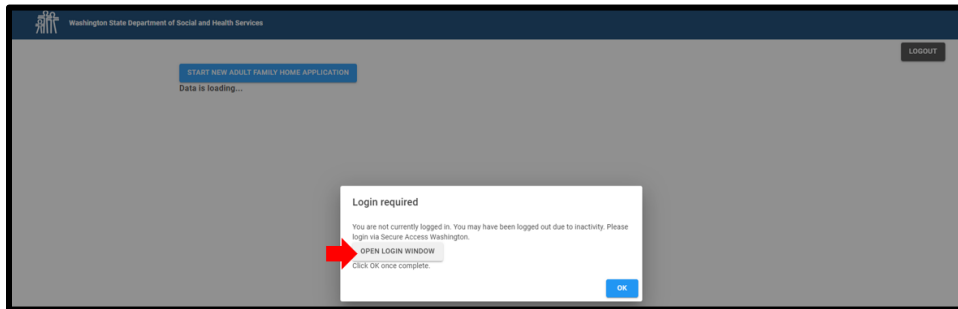 Washington State Department of Social and Health Services
LOGOUT
START NEW ADULT FAMILY HOME APPLICATION
Data is loading...
Login required
You are not currently logged in. You may have been logged out due to inactivity. Please
login via Secure Access Washington.
OPEN LOGIN WINDOW
Click OK once complete.
OK